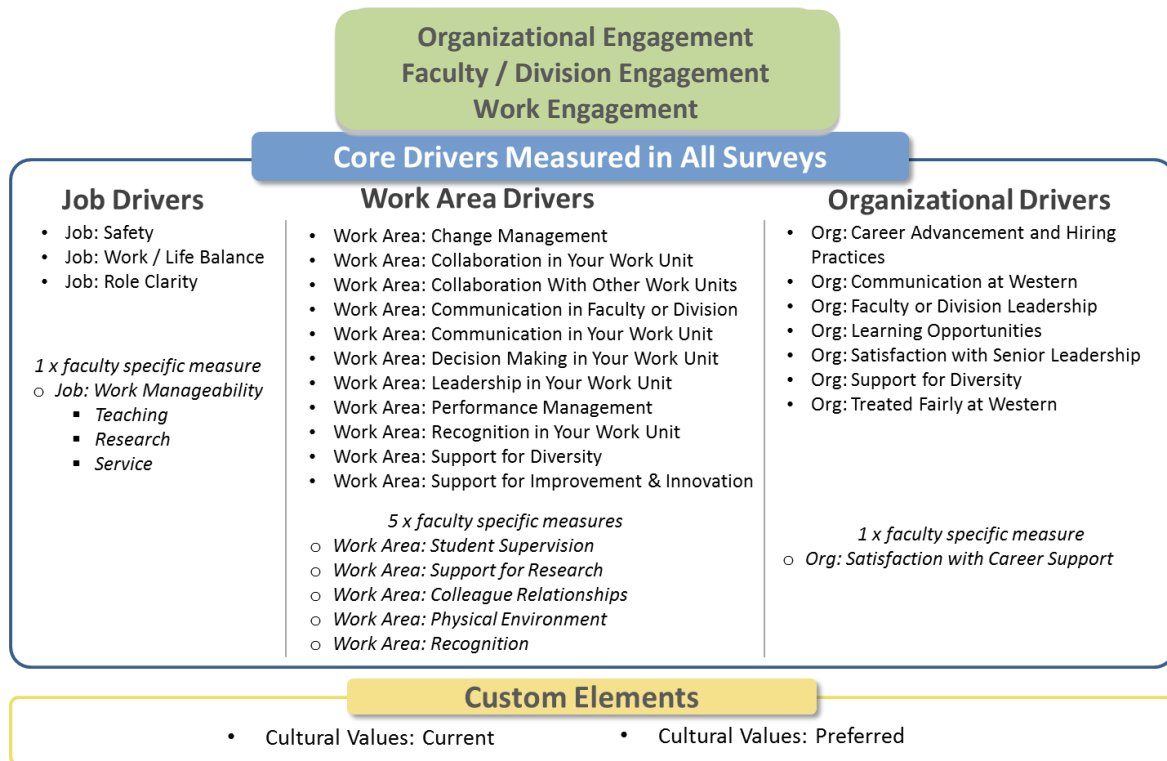 Organizational Engagement
Faculty / Division Engagement
Work Engagement
Core Drivers Measured in All Surveys
Job Drivers
• Job: Safety
• Job: Work / Life Balance
• Job: Role Clarity
1 x faculty specific measure
o Job: Work Manageability
▪ Teaching
▪ Research
▪ Service
Work Area Drivers
• Work Area: Change Management
• Work Area: Collaboration in Your Work Unit
• Work Area: Collaboration With Other Work Units
• Work Area: Communication in Faculty or Division
• Work Area: Communication in Your Work Unit
• Work Area: Decision Making in Your Work Unit
• Work Area: Leadership in Your Work Unit
• Work Area: Performance Management
• Work Area: Recognition in Your Work Unit
• Work Area: Support for Diversity
• Work Area: Support for Improvement & Innovation
5 x faculty specific measures
o Work Area: Student Supervision
o Work Area: Support for Research
o Work Area: Colleague Relationships
o Work Area: Physical Environment
o Work Area: Recognition
Organizational Drivers
• Org: Career Advancement and Hiring
Practices
• Org: Communication at Western
• Org: Faculty or Division Leadership
• Org: Learning Opportunities
• Org: Satisfaction with Senior Leadership
• Org: Support for Diversity
• Org: Treated Fairly at Western
1 x faculty specific measure
o Org: Satisfaction with Career Support
Custom Elements
• Cultural Values: Current
• Cultural Values: Preferred